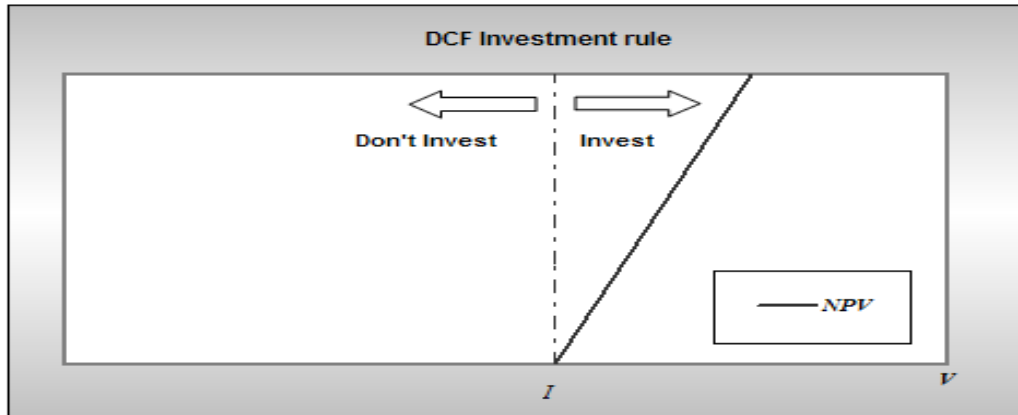 DCF Investment rule
Don't Invest
Invest
NPV
I
V